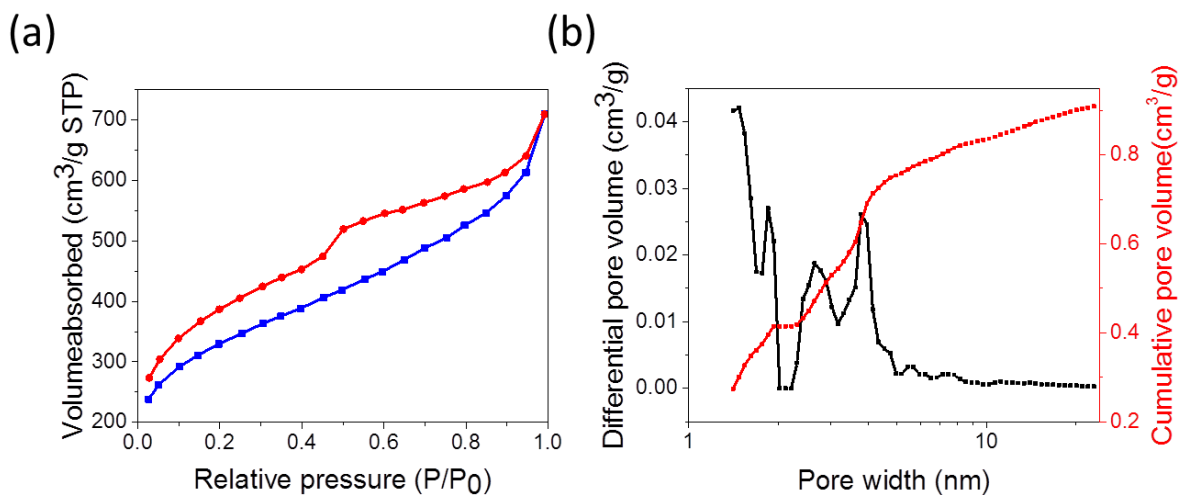 (a)
Volumeabsorbed (cm³/g STP)
700
600
500
400
300
200
0.0 0.2 0.4 0.6 0.8 1.0
Relative pressure (P/P₀)
(b)
Differential pore volume (cm³/g)
0.04
0.03
0.02
0.01
0.00
1 10
Pore width (nm)
0.8
0.6
0.4
0.2
Cumulative pore volume(cm³/g)